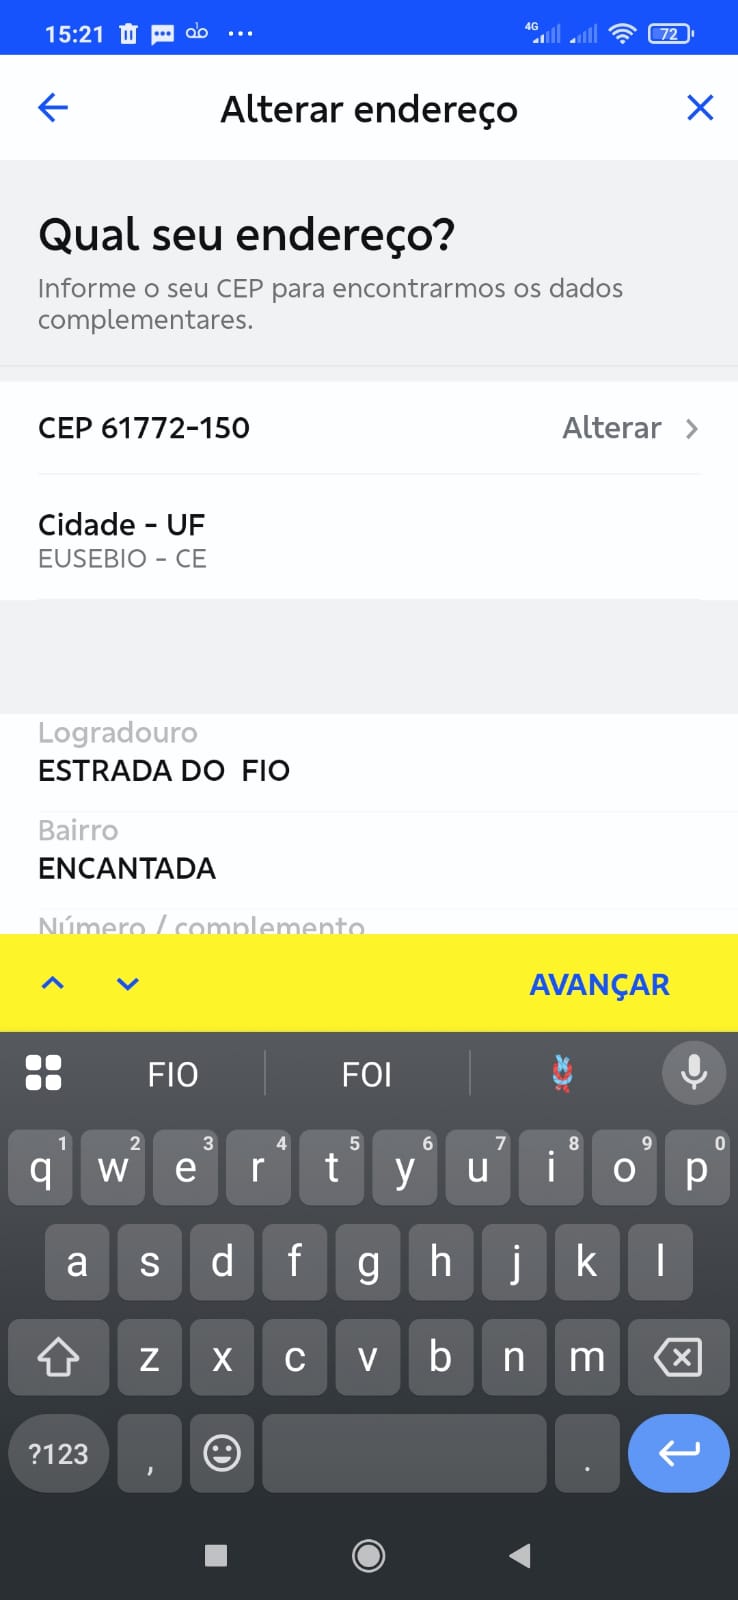 15:21 4G 72
Alterar endereço
Qual seu endereço?
Informe o seu CEP para encontrarmos os dados
complementares.
CEP 61772-150 Alterar
Cidade - UF
EUSEBIO - CE
Logradouro
ESTRADA DO  FIO
Bairro
ENCANTADA
Número / complemento
AVANÇAR
FIO FOI
1 2 3 4 5 6 7 8 9 0
q w e r t y u i o p
a s d f g h j k l
z x c v b n m
?123 , .